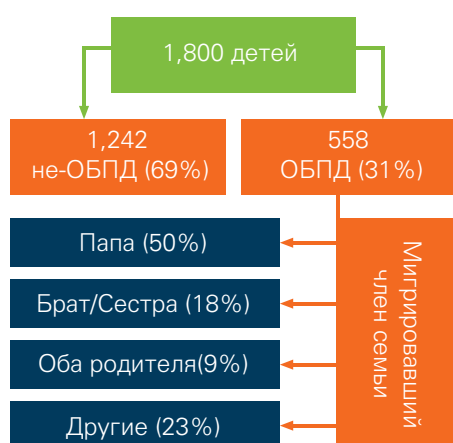 1,800 детей
1,242
не-ОБПД (69%)
558
ОБПД (31%)
Мигрировавший
член семьи
Папа (50%)
Брат/Сестра (18%)
Оба родителя(9%)
Другие (23%)